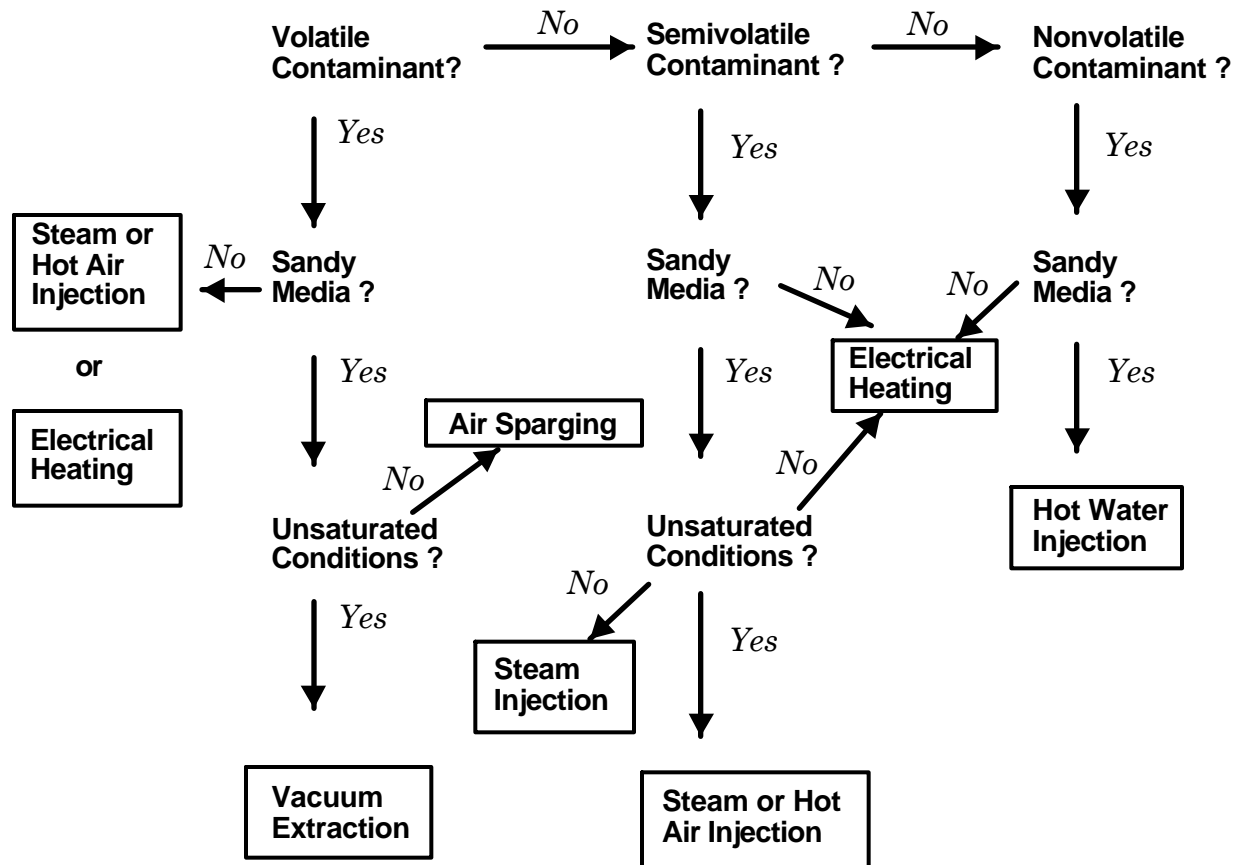 Volatile
Contaminant?
No
Semivolatile
Contaminant ?
No
Nonvolatile
Contaminant ?
Yes
Yes
Yes
Steam or
Hot Air
Injection
No
Sandy
Media ?
Sandy
Media ?
No
No
Sandy
Media ?
or
Electrical
Heating
Yes
Yes
Electrical
Heating
Yes
Air Sparging
No
No
Unsaturated
Conditions ?
Unsaturated
Conditions ?
Hot Water
Injection
Yes
No
Yes
Steam
Injection
Vacuum
Extraction
Steam or Hot
Air Injection